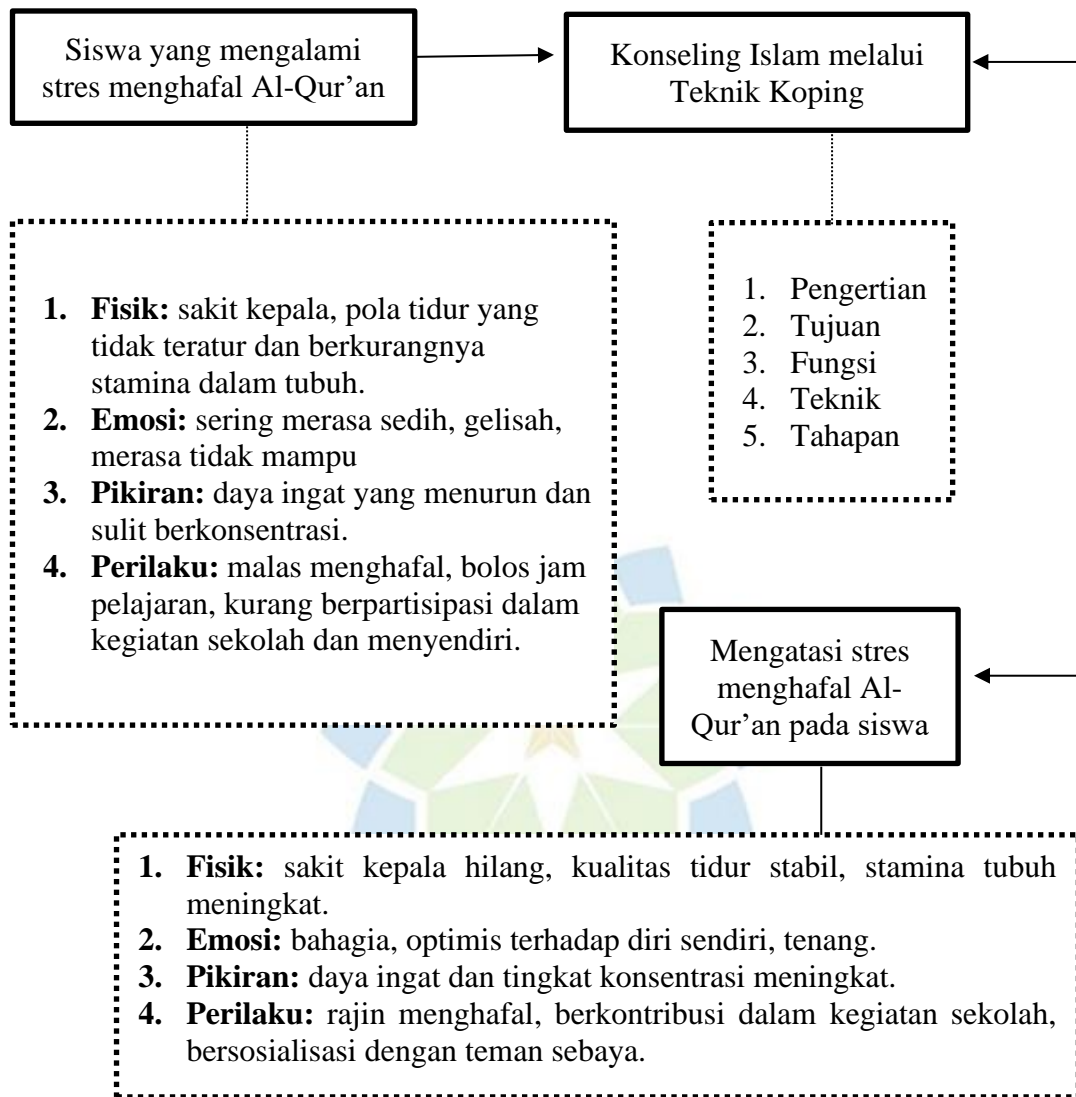 Siswa yang mengalami
stres menghafal Al-Qur’an
Konseling Islam melalui
Teknik Koping
1. Fisik: sakit kepala, pola tidur yang
tidak teratur dan berkurangnya
stamina dalam tubuh.
2. Emosi: sering merasa sedih, gelisah,
merasa tidak mampu
3. Pikiran: daya ingat yang menurun dan
sulit berkonsentrasi.
4. Perilaku: malas menghafal, bolos jam
pelajaran, kurang berpartisipasi dalam
kegiatan sekolah dan menyendiri.
1. Pengertian
2. Tujuan
3. Fungsi
4. Teknik
5. Tahapan
Mengatasi stres
menghafal Al-
Qur’an pada siswa
1. Fisik: sakit kepala hilang, kualitas tidur stabil, stamina tubuh
meningkat.
2. Emosi: bahagia, optimis terhadap diri sendiri, tenang.
3. Pikiran: daya ingat dan tingkat konsentrasi meningkat.
4. Perilaku: rajin menghafal, berkontribusi dalam kegiatan sekolah,
bersosialisasi dengan teman sebaya.